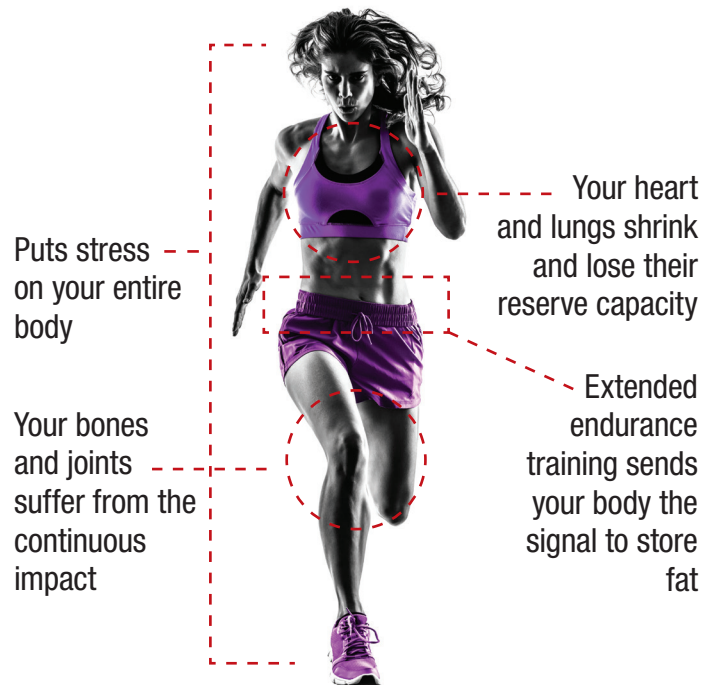 Puts stress
on your entire
body
Your bones
and joints
suffer from the
continuous
impact
Your heart
and lungs shrink
and lose their
reserve capacity
Extended
endurance
training sends
your body the
signal to store
fat